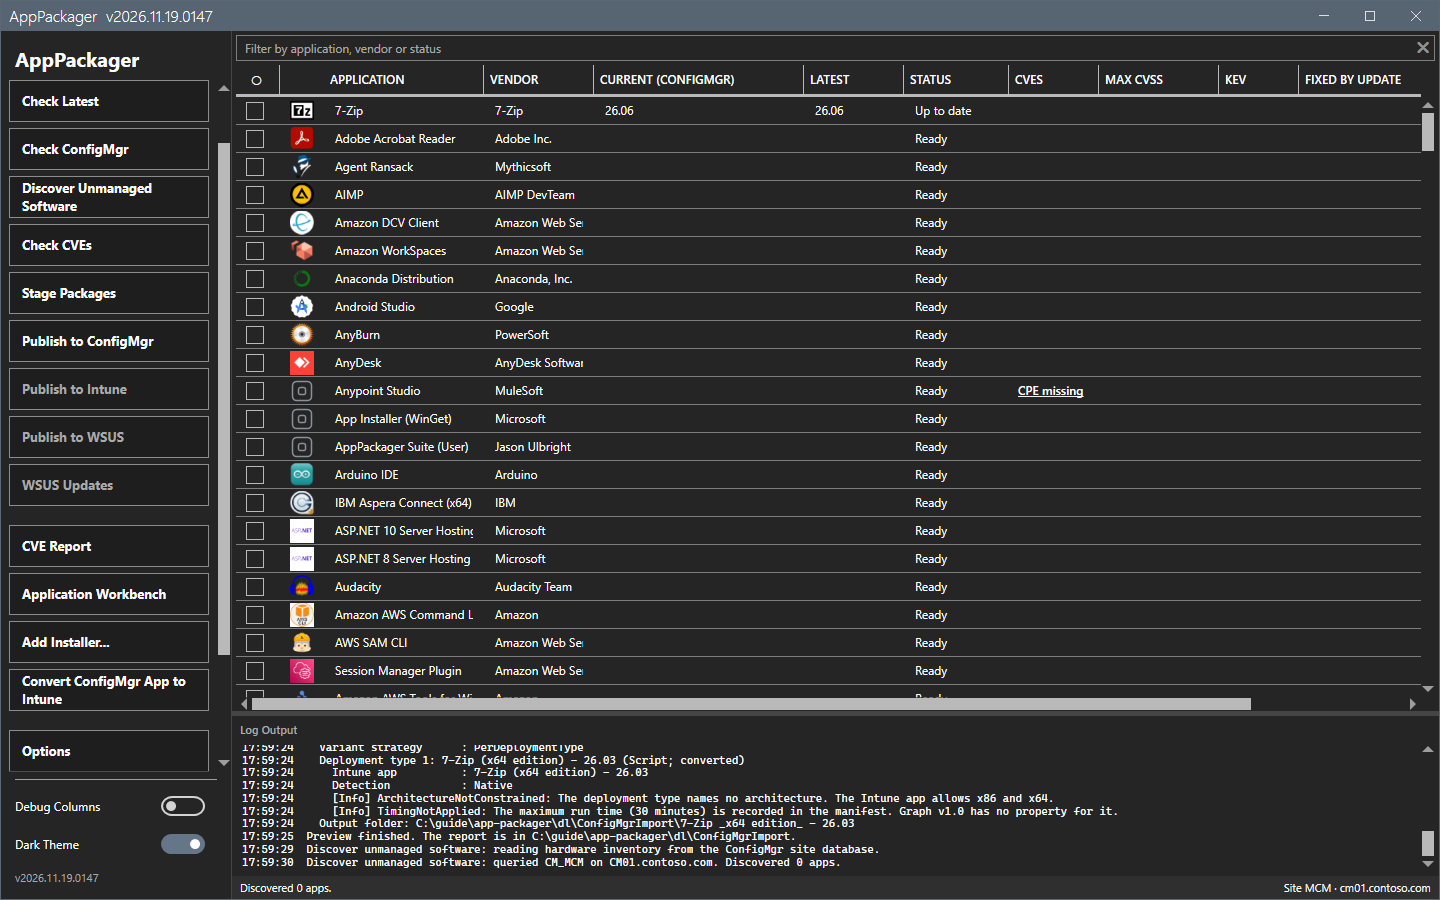 AppPackager v2026.11.19.0147
AppPackager
Check Latest
Check ConfigMgr
Discover Unmanaged
Software
Check CVEs
Stage Packages
Publish to ConfigMgr
Publish to Intune
Publish to WSUS
WSUS Updates
CVE Report
Application Workbench
Add Installer...
Convert ConfigMgr App to
Intune
Options
Debug Columns
Dark Theme
v2026.11.19.0147
Filter by application, vendor or status
APPLICATION VENDOR CURRENT (CONFIGMGR) LATEST STATUS CVES MAX CVSS KEV FIXED BY UPDATE
7-Zip 7-Zip 26.06 26.06 Up to date
Adobe Acrobat Reader Adobe Inc. Ready
Agent Ransack Mythicsoft Ready
AIMP AIMP DevTeam Ready
Amazon DCV Client Amazon Web Se Ready
Amazon WorkSpaces Amazon Web Se Ready
Anaconda Distribution Anaconda, Inc. Ready
Android Studio Google Ready
AnyBurn PowerSoft Ready
AnyDesk AnyDesk Softwa Ready
Anypoint Studio MuleSoft Ready CPE missing
App Installer (WinGet) Microsoft Ready
AppPackager Suite (User) Jason Ulbright Ready
Arduino IDE Arduino Ready
IBM Aspera Connect (x64) IBM Ready
ASP.NET 10 Server Hosting Microsoft Ready
ASP.NET 8 Server Hosting Microsoft Ready
Audacity Audacity Team Ready
Amazon AWS Command L Amazon Ready
AWS SAM CLI Amazon Web Se Ready
Session Manager Plugin Amazon Web Se Ready
Amazon AWS Tools for Wi Amazon Ready
Log Output
17:59:24 Variant strategy : PerDeploymentType
17:59:24 Deployment type 1: 7-Zip (x64 edition) - 26.03 (Script; converted)
17:59:24 Intune app : 7-Zip (x64 edition) - 26.03
17:59:24 Detection : Native
17:59:24 [Info] ArchitectureNotConstrained: The deployment type names no architecture. The Intune app allows x86 and x64.
17:59:24 [Info] TimingNotApplied: The maximum run time (30 minutes) is recorded in the manifest. Graph v1.0 has no property for it.
17:59:24 Output folder: C:\guide\app-packager\dl\ConfigMgrImport\7-Zip _x64 edition_ - 26.03
17:59:25 Preview finished. The report is in C:\guide\app-packager\dl\ConfigMgrImport.
17:59:29 Discover unmanaged software: reading hardware inventory from the ConfigMgr site database.
17:59:30 Discover unmanaged software: queried CM_MCM on CM01.contoso.com. Discovered 0 apps.
Discovered 0 apps.
Site MCM · cm01.contoso.com